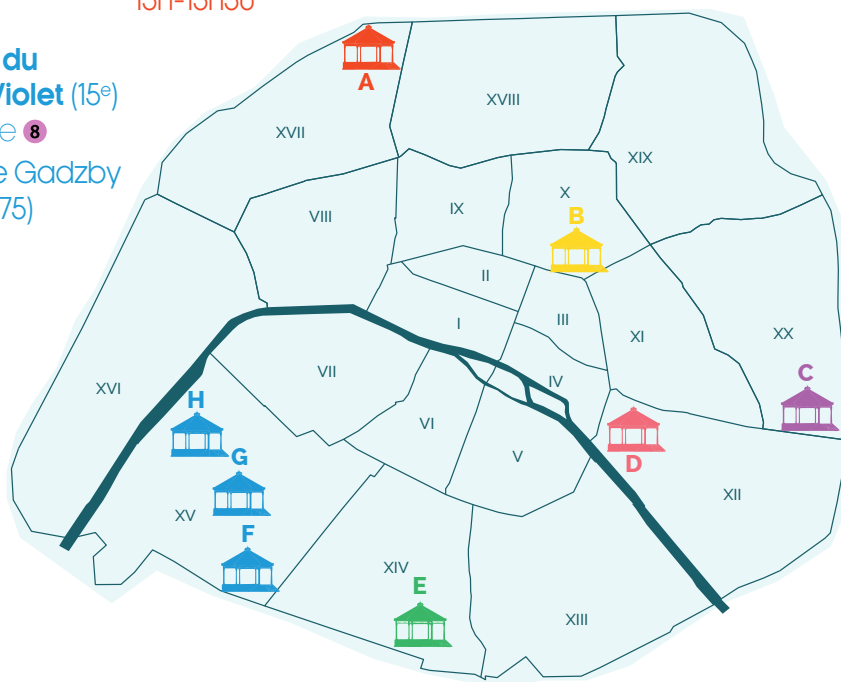 du
Violet (15ᵉ)
e 8
e Gadzby
75)
A
XVIII
XVII
XIX
X
IX
VIII
B
II
I
III
XI
XX
VII
IV
C
XVI
H
VI
G
V
D
XII
XV
F
XIV
E
XIII